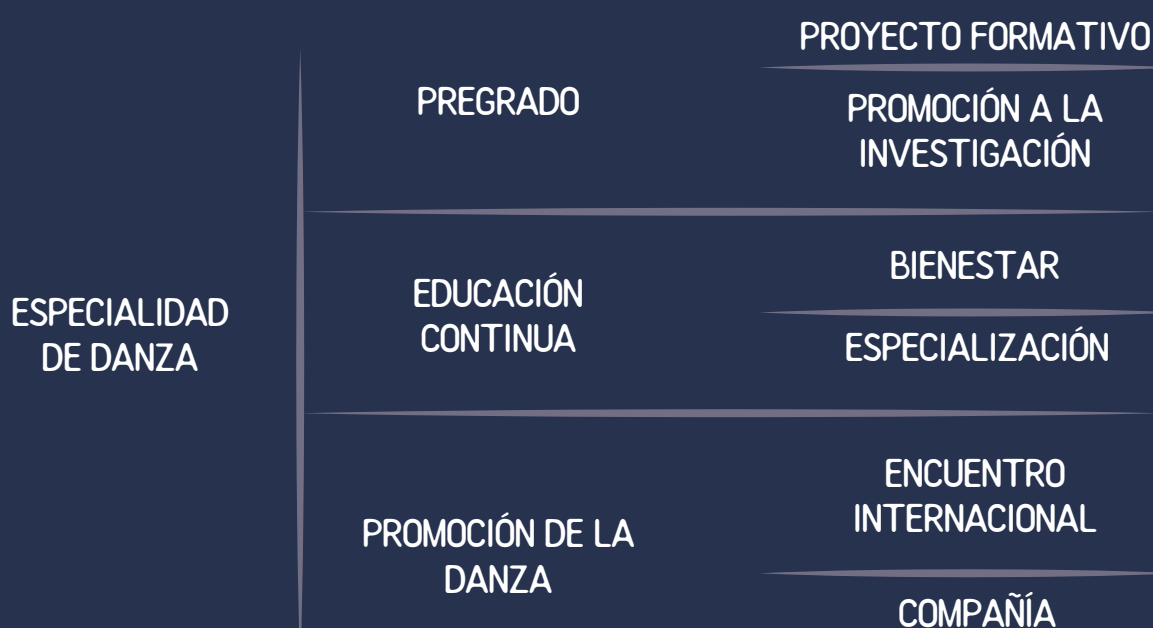 ESPECIALIDAD
DE DANZA
PREGRADO
PROYECTO FORMATIVO
PROMOCIÓN A LA
INVESTIGACIÓN
EDUCACIÓN
CONTINUA
BIENESTAR
ESPECIALIZACIÓN
PROMOCIÓN DE LA
DANZA
ENCUENTRO
INTERNACIONAL
COMPAÑÍA